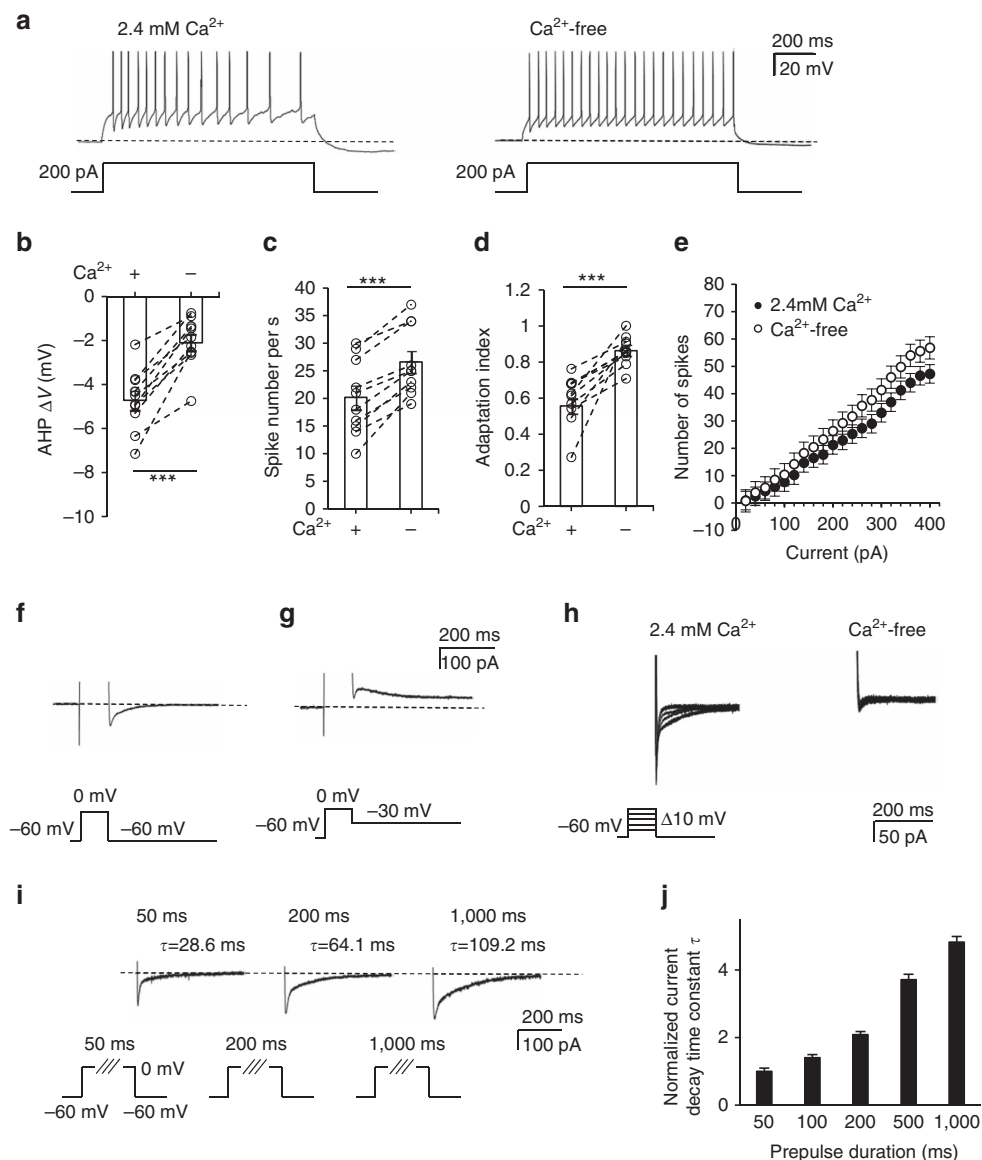 a
2.4 mM Ca2+
Ca2+-free
200 ms
20 mV
200 pA
200 pA
b
Ca2+
+
−
0
−2
−4
−6
−8
−10
AHP ΔV (mV)
***
c
***
40
35
30
25
20
15
10
5
0
Spike number per s
Ca2+
+
−
d
***
1.2
1
0.8
0.6
0.4
0.2
0
Adaptation index
Ca2+
+
−
e
80
70
60
50
40
30
20
10
0
−10
Number of spikes
2.4mM Ca2+
Ca2+-free
0 100 200 300 400
Current (pA)
f
0 mV
−60 mV
−60 mV
g
200 ms
100 pA
0 mV
−30 mV
−60 mV
h
2.4 mM Ca2+
Ca2+-free
−60 mV
Δ10 mV
200 ms
50 pA
i
50 ms
200 ms
1,000 ms
τ=28.6 ms
τ=64.1 ms
τ=109.2 ms
200 ms
100 pA
50 ms
200 ms
1,000 ms
0 mV
−60 mV
−60 mV
j
Normalized current
decay time constant τ
4
2
0
50 100 200 500 1,000
Prepulse duration (ms)